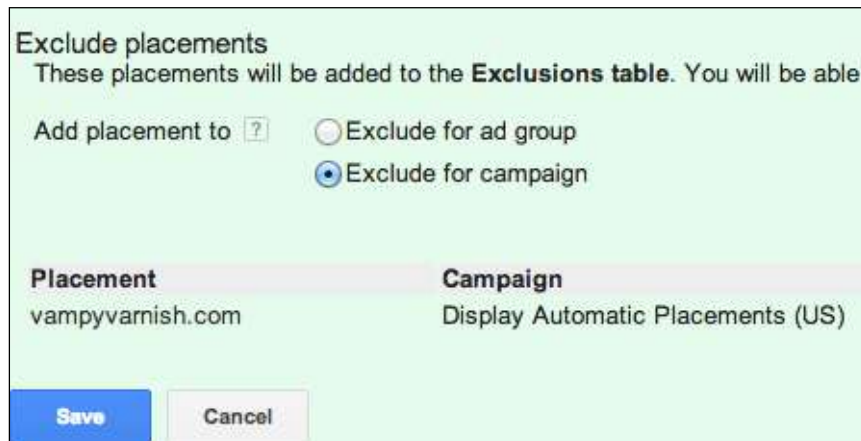 Exclude placements
These placements will be added to the Exclusions table. You will be able
Add placement to ? Exclude for ad group
Exclude for campaign
Placement Campaign
vampyvarnish.com Display Automatic Placements (US)
Save Cancel